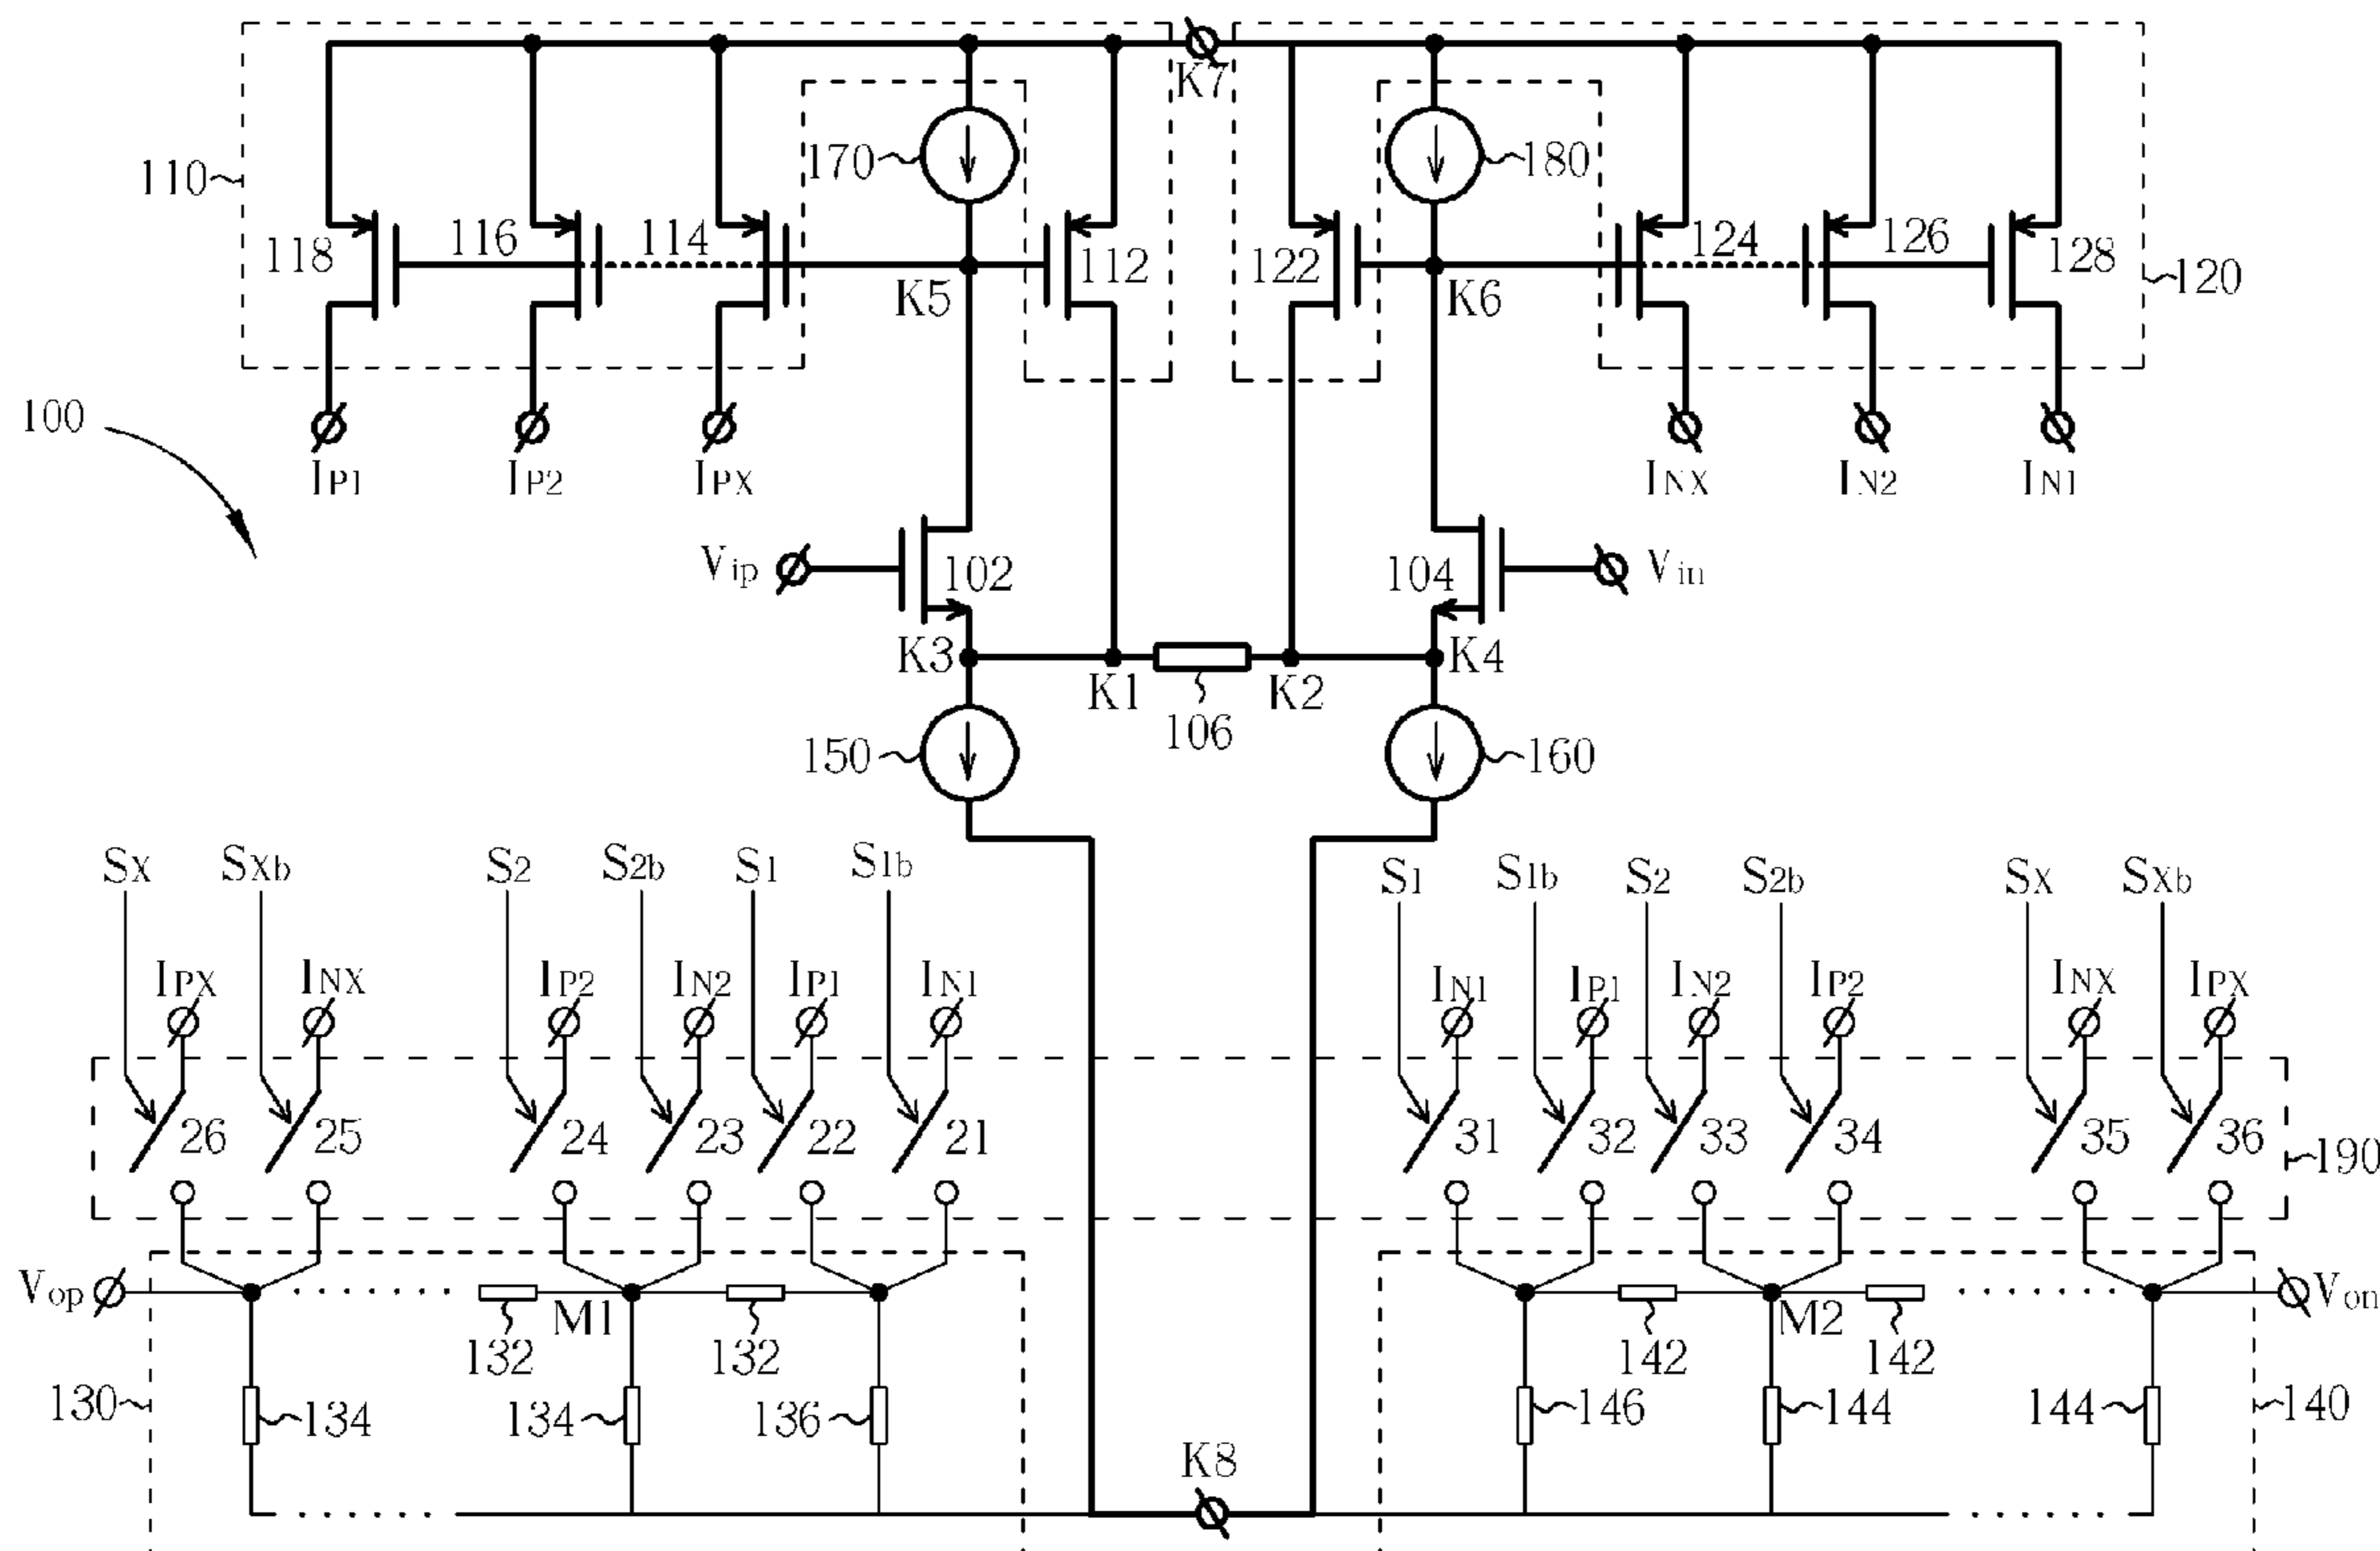 K7
170
180
110
118
116
114
112
122
124
126
128
120
K5
K6
100
IP1
IP2
IPX
INX
IN2
IN1
Vip
102
104
Vin
K3
K1
K2
K4
106
150
160
SX
SXb
S2
S2b
S1
S1b
S1
S1b
S2
S2b
SX
SXb
IPX
INX
IP2
IN2
IP1
IN1
IN1
IP1
IN2
IP2
INX
IPX
26
25
24
23
22
21
31
32
33
34
35
36
190
Vop
M1
M2
Von
132
132
142
142
130
134
134
136
146
144
144
140
K8